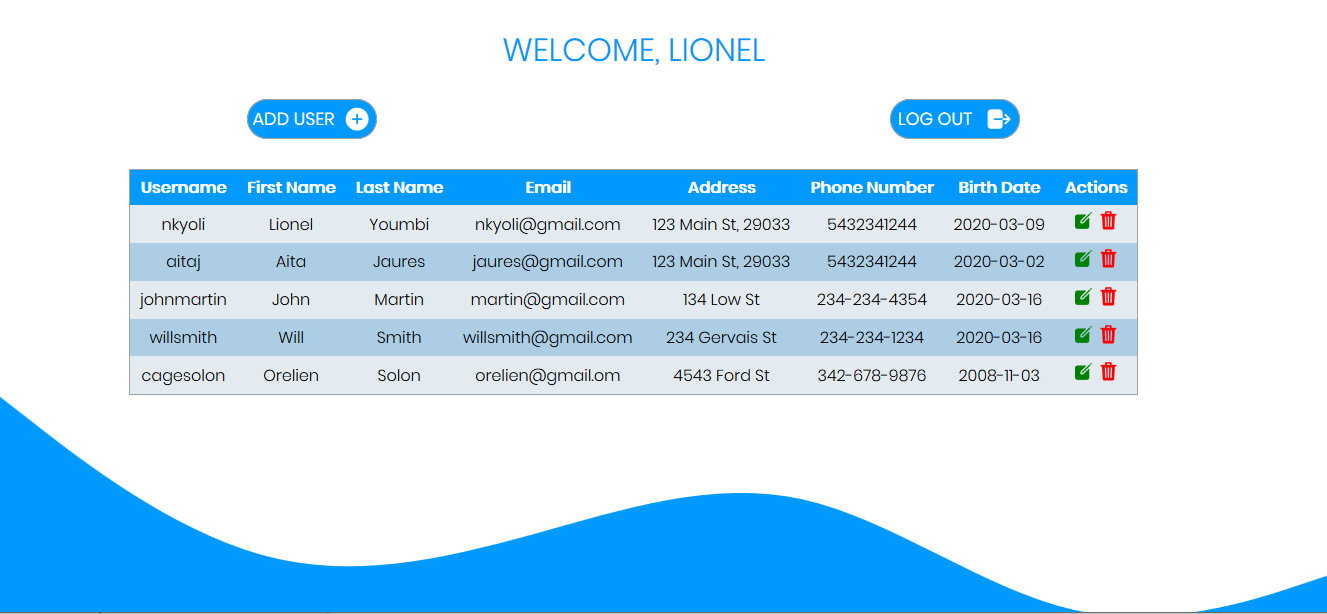 WELCOME, LIONEL
ADD USER
LOG OUT
Username First Name Last Name Email Address Phone Number Birth Date Actions
nkyoli Lionel Youmbi nkyoli@gmail.com 123 Main St, 29033 5432341244 2020-03-09
aitaj Aita Jaures jaures@gmail.com 123 Main St, 29033 5432341244 2020-03-02
johnmartin John Martin martin@gmail.com 134 Low St 234-234-4354 2020-03-16
willsmith Will Smith willsmith@gmail.com 234 Gervais St 234-234-1234 2020-03-16
cagesolon Orelien Solon orelien@gmail.om 4543 Ford St 342-678-9876 2008-11-03